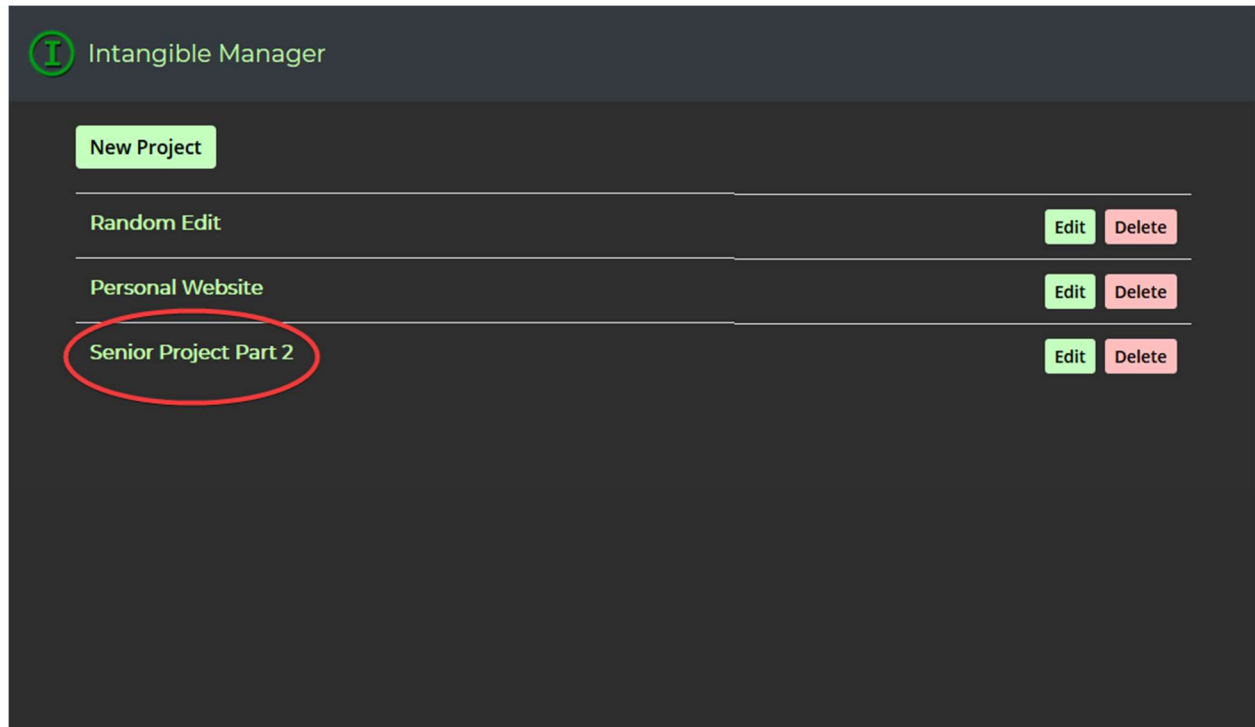 I Intangible Manager
New Project
Random Edit Edit Delete
Personal Website Edit Delete
Senior Project Part 2 Edit Delete